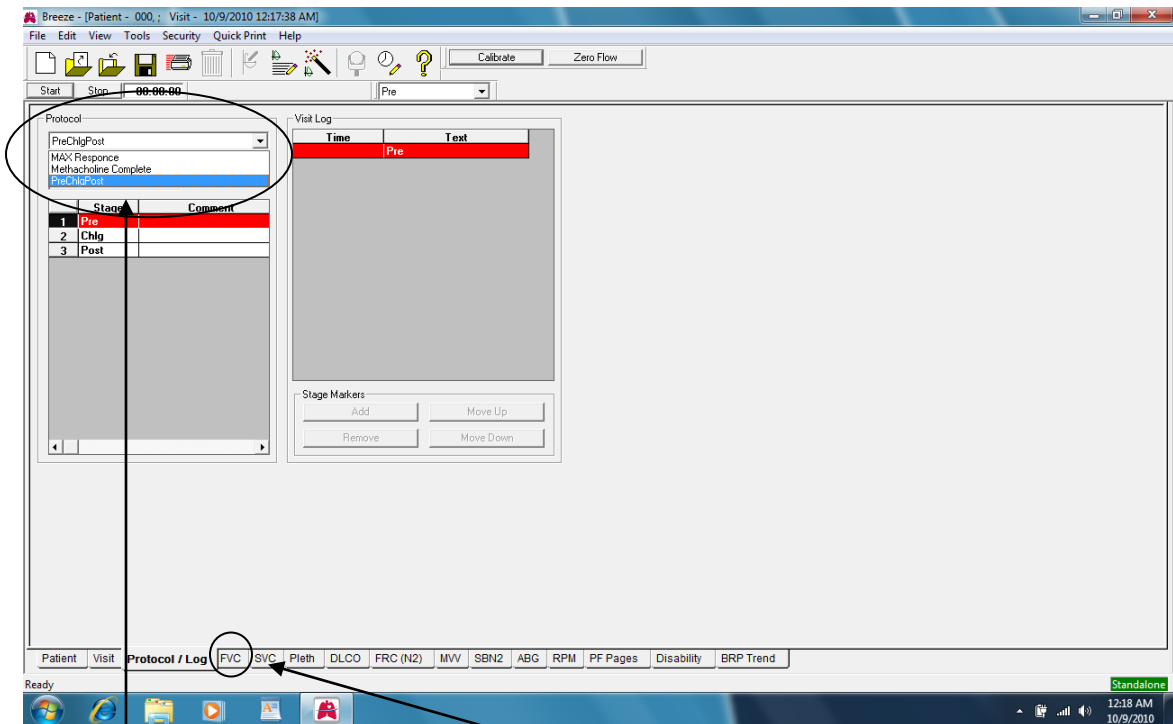 Breeze - [Patient - 000, ; Visit - 10/9/2010 12:17:38 AM]
File Edit View Tools Security Quick Print Help
Calibrate Zero Flow
Start Stop 00:00:00 Pre
Protocol
PreChlgPost
MAX Responce
Methacholine Complete
PreChlgPost
Stage Comment
1 Pre
2 Chlg
3 Post
Visit Log
Time Text
Pre
Stage Markers
Add Move Up
Remove Move Down
Patient Visit Protocol / Log FVC SVC Pleth DLCO FRC (N2) MVV SBN2 ABG RPM PF Pages Disability BRP Trend
Ready Standalone
12:18 AM
10/9/2010